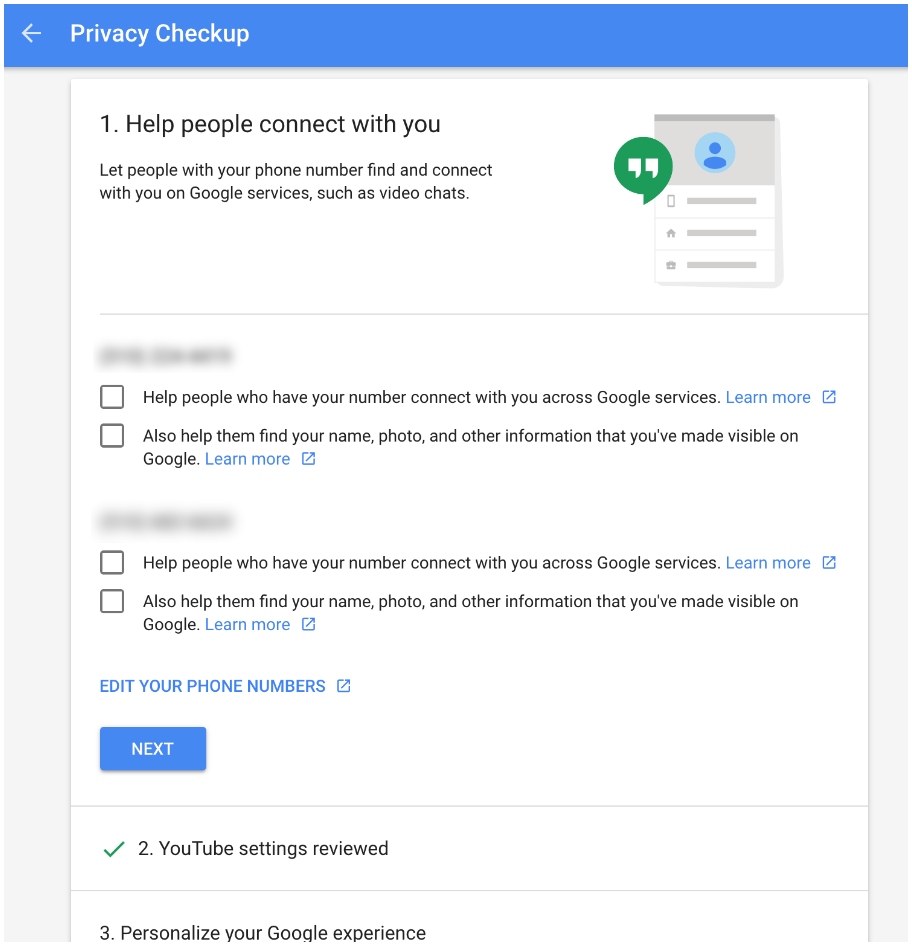 Privacy Checkup
1. Help people connect with you
Let people with your phone number find and connect
with you on Google services, such as video chats.
Help people who have your number connect with you across Google services. Learn more
Also help them find your name, photo, and other information that you've made visible on
Google. Learn more
Help people who have your number connect with you across Google services. Learn more
Also help them find your name, photo, and other information that you've made visible on
Google. Learn more
EDIT YOUR PHONE NUMBERS
NEXT
2. YouTube settings reviewed
3. Personalize your Google experience